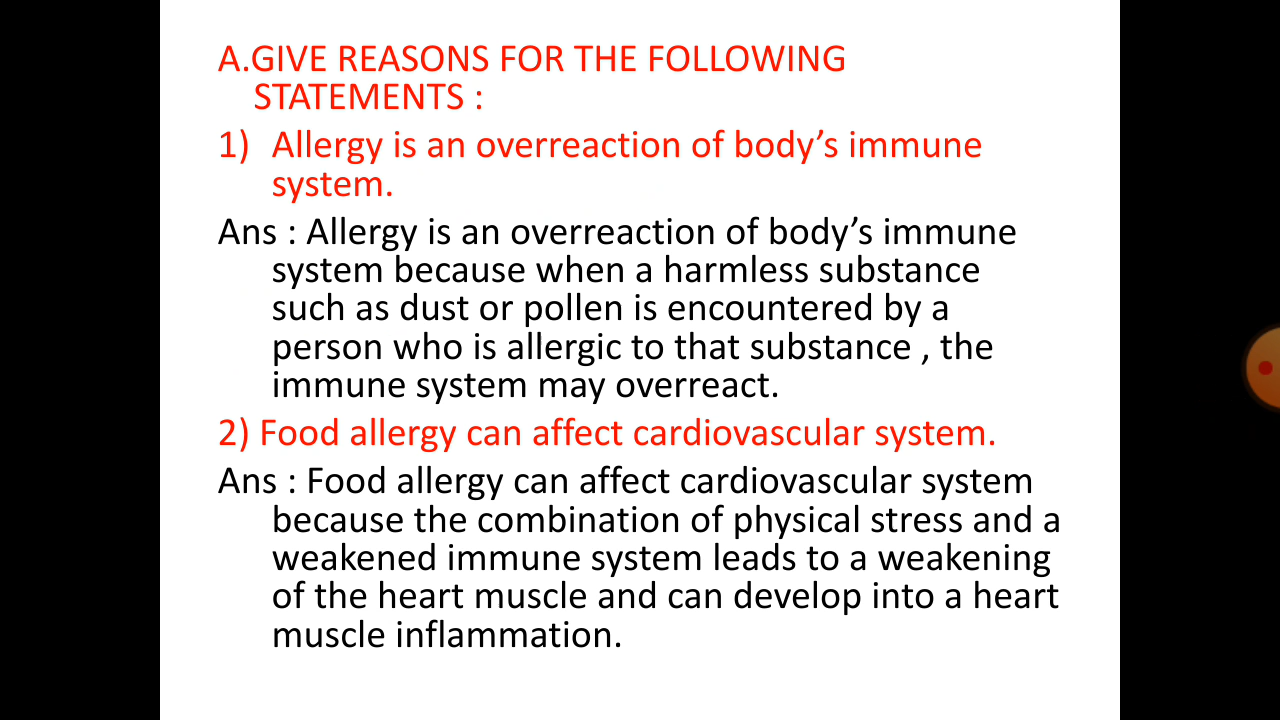 A.GIVE REASONS FOR THE FOLLOWING
STATEMENTS :
1) Allergy is an overreaction of body’s immune
system.
Ans : Allergy is an overreaction of body’s immune
system because when a harmless substance
such as dust or pollen is encountered by a
person who is allergic to that substance , the
immune system may overreact.
2) Food allergy can affect cardiovascular system.
Ans : Food allergy can affect cardiovascular system
because the combination of physical stress and a
weakened immune system leads to a weakening
of the heart muscle and can develop into a heart
muscle inflammation.